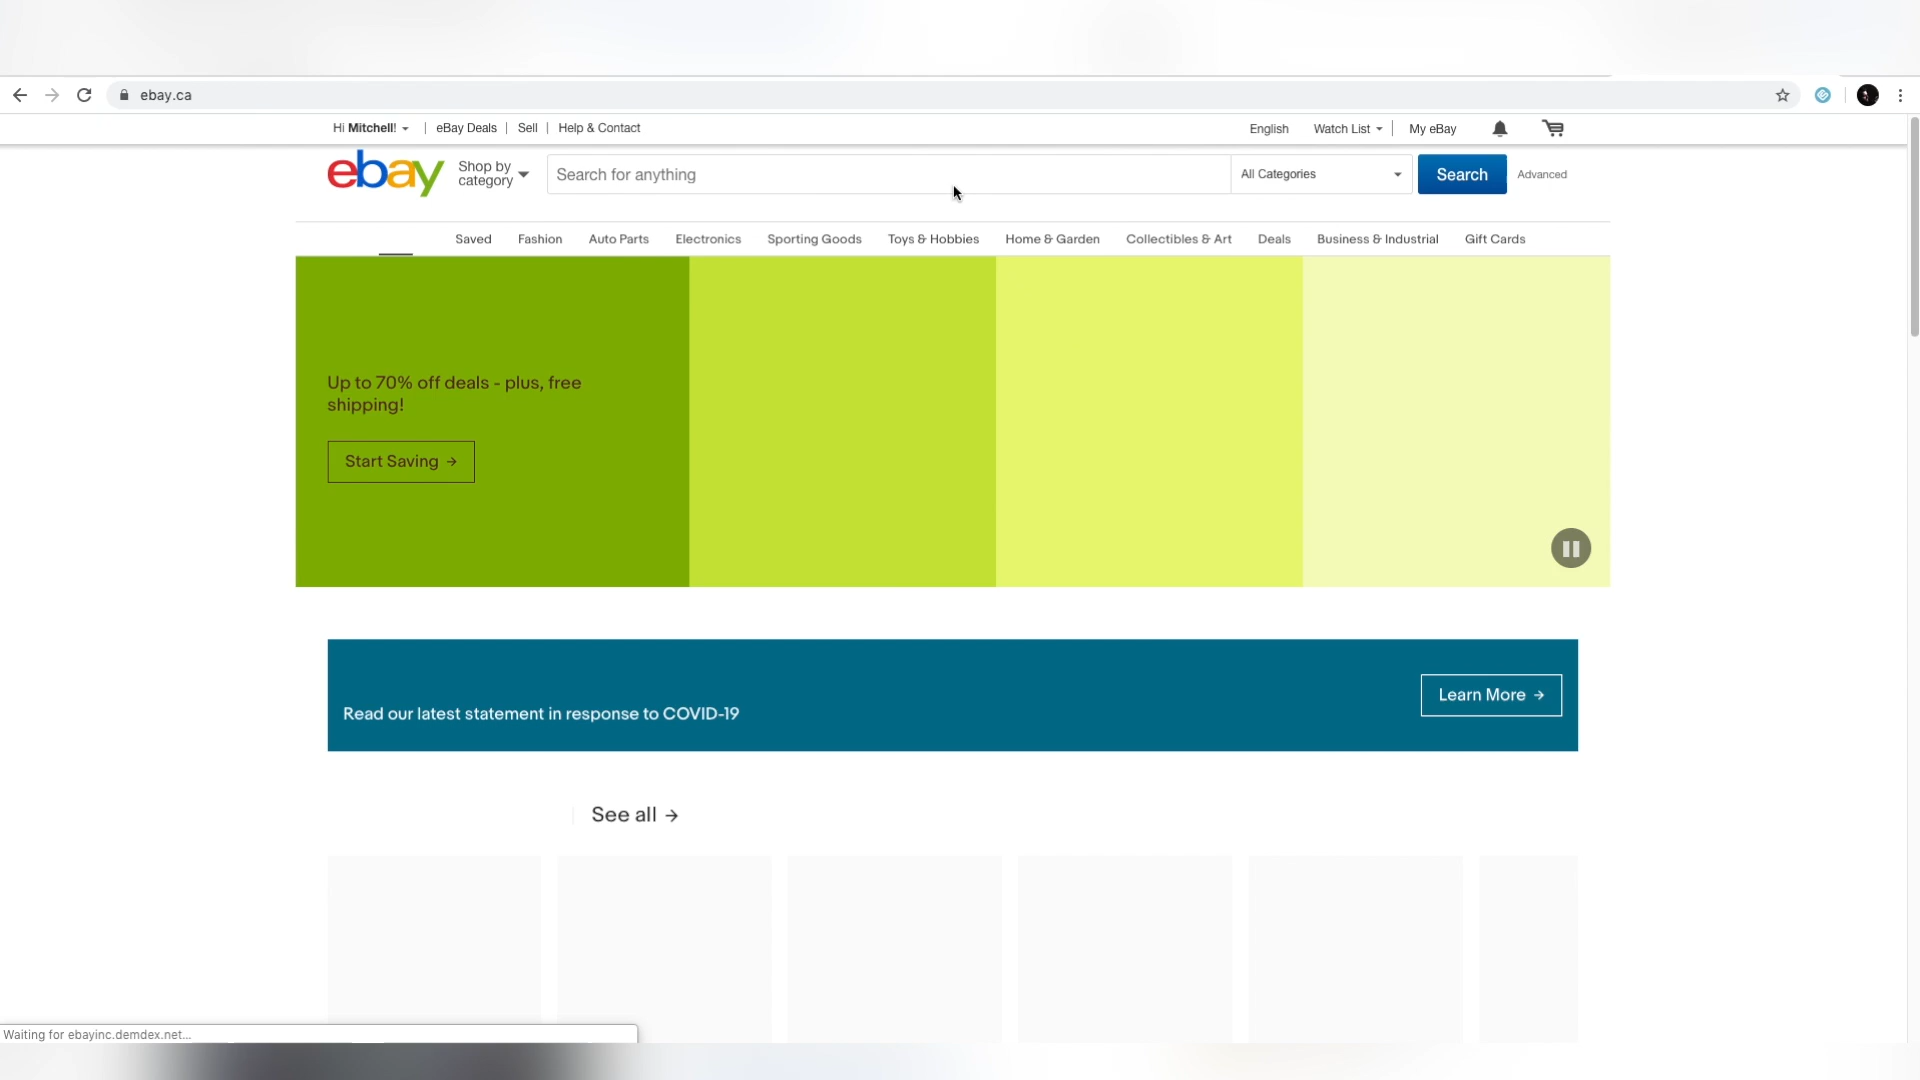 ebay.ca
Hi Mitchell! eBay Deals Sell Help & Contact English Watch List My eBay
ebay Shop by category Search for anything All Categories Search Advanced
Saved Fashion Auto Parts Electronics Sporting Goods Toys & Hobbies Home & Garden Collectibles & Art Deals Business & Industrial Gift Cards
Up to 70% off deals - plus, free
shipping!
Start Saving →
Learn More →
Read our latest statement in response to COVID-19
See all →
Waiting for ebayinc.demdex.net...